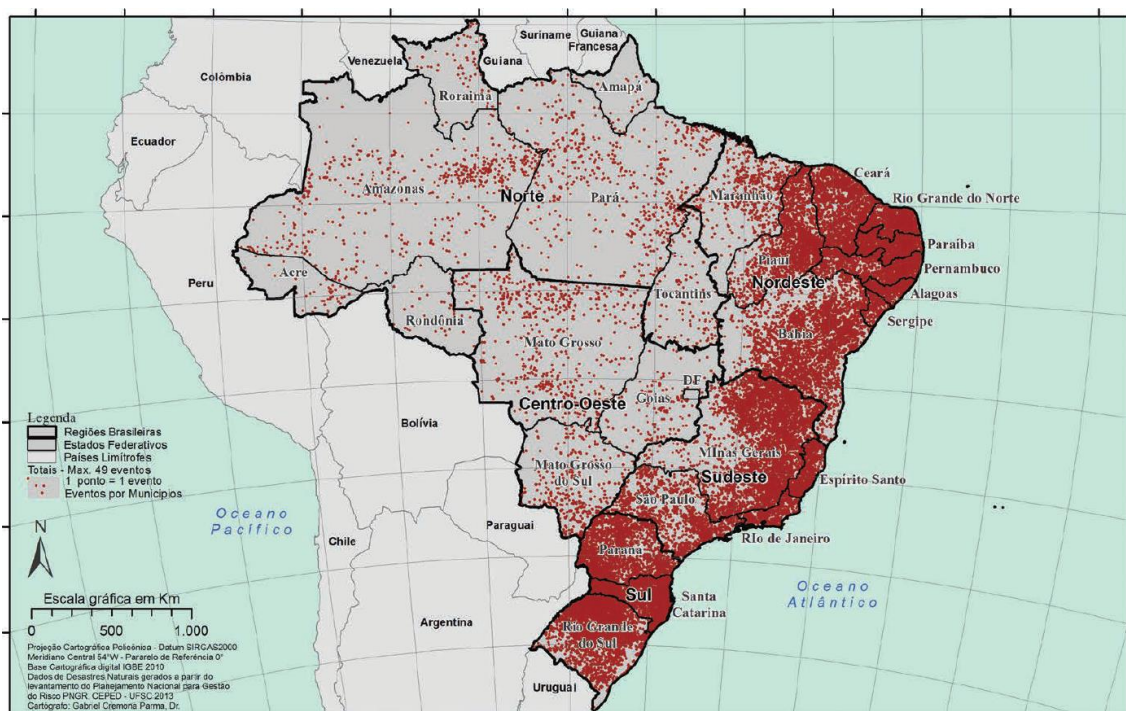 Suriname
Guiana
Francesa
Venezuela
Guiana
Colômbia
Roraima
Amapá
Ecuador
Ceará
Amazonas
Norte
Pará
Maranhão
Rio Grande do Norte
Paraíba
Piauí
Pernambuco
Peru
Acre
Nordeste
Tocantins
Alagoas
Rondônia
Sergipe
Mato Grosso
Bahia
DF
Goías
Centro-Oeste
Bolívia
Minas Gerais
Mato Grosso
do Sul
Sudeste
Espirito Santo
São Paulo
Paraguai
RIo de Janeiro
Chile
Paraná
Sul
Santa
Catarina
Argentina
Rio Grande
do Sul
Uruguai
Oceano
Pacífico
Oceano
Atlântico
Legenda
Regiões Brasileiras
Estados Federativos
Países Limítrofes
Totais - Max. 49 eventos
1 ponto = 1 evento
Eventos por Municipios
N
Escala gráfica em Km
0 500 1.000
Projeção Cartográfica Policônica - Datum SIRGAS2000
Meridiano Central 54°W - Pararelo de Referência 0°
Base Cartográfica digital IGBE 2010
Dados de Desastres Naturais gerados a partir do
levantamento do Planejamento Nacional para Gestão
do Risco PNGR. CEPED - UFSC 2013
Cartógrafo: Gabriel Cremona Parma, Dr.